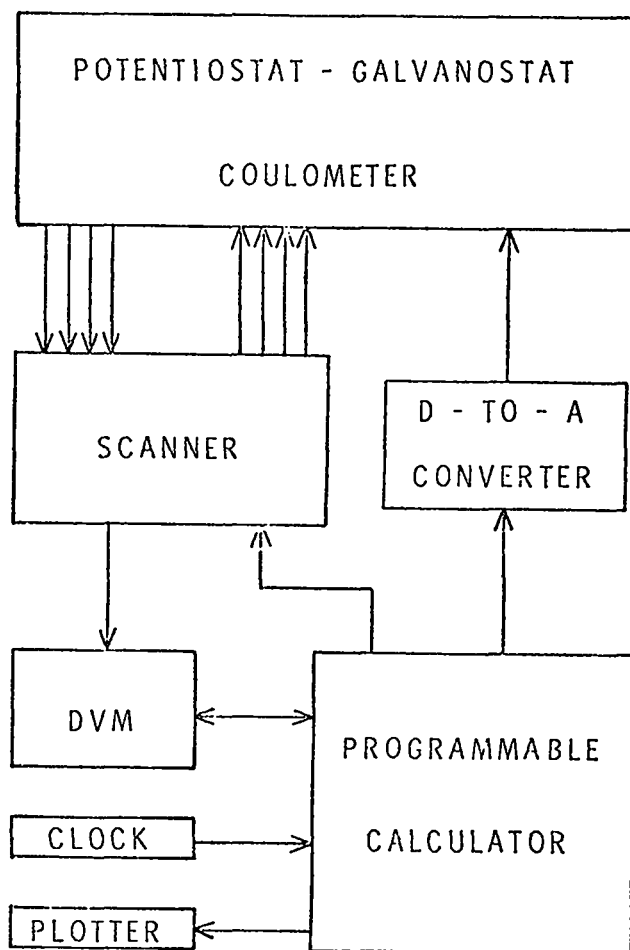 POTENTIOSTAT - GALVANOSTAT
COULOMETER
SCANNER
D - TO - A
CONVERTER
DVM
PROGRAMMABLE
CALCULATOR
CLOCK
PLOTTER